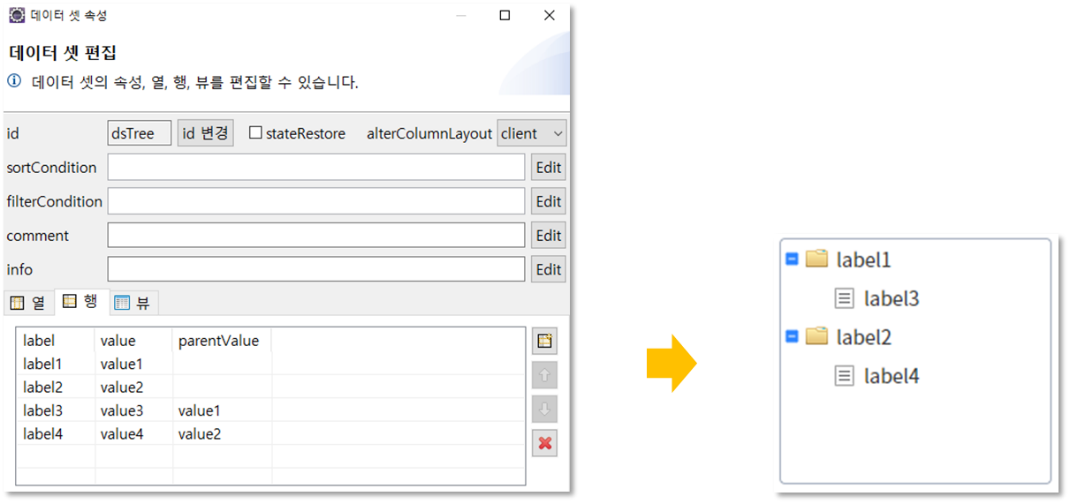 데이터 셋 속성
데이터 셋 편집
데이터 셋의 속성, 열, 행, 뷰를 편집할 수 있습니다.
id dsTree id 변경 stateRestore alterColumnLayout client
sortCondition Edit
filterCondition Edit
comment Edit
info Edit
열 행 뷰
label value parentValue
label1 value1
label2 value2
label3 value3 value1
label4 value4 value2
label1
label3
label2
label4